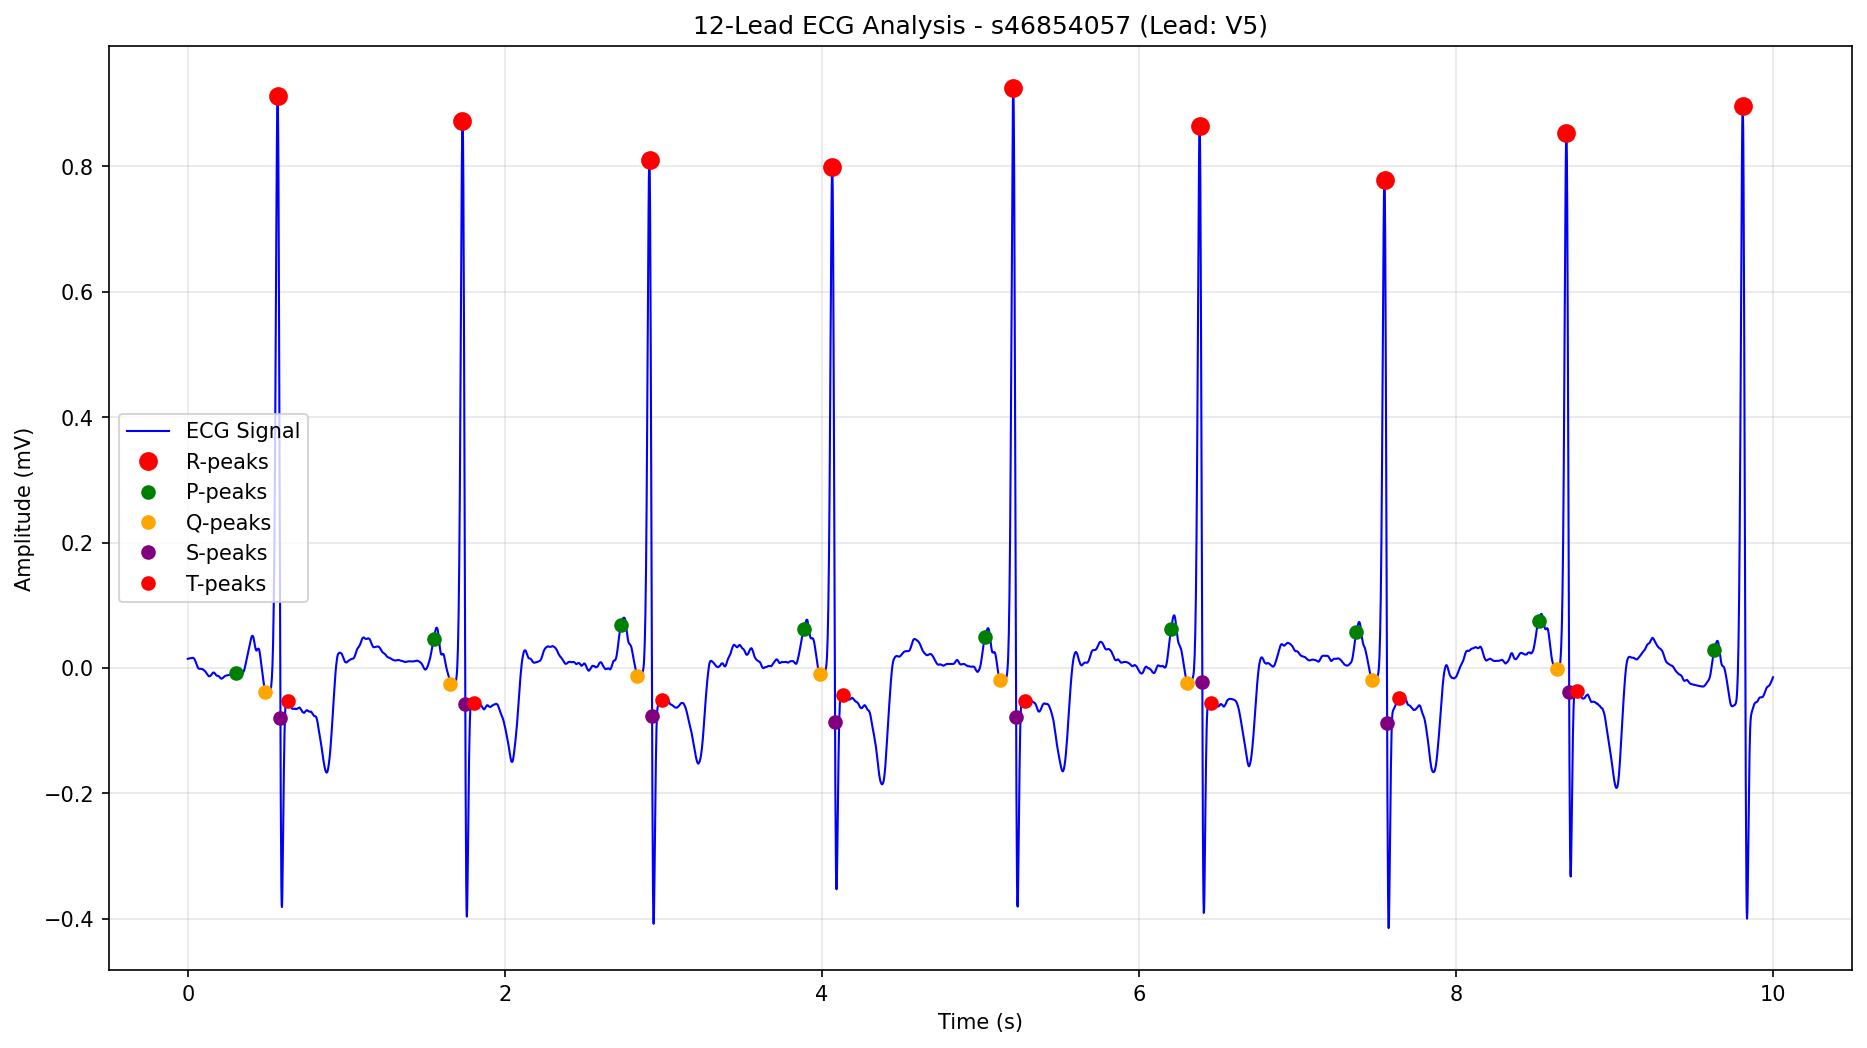 12-Lead ECG Analysis - s46854057 (Lead: V5)
Amplitude (mV)
0.8
0.6
0.4
0.2
0.0
−0.2
−0.4
ECG Signal
R-peaks
P-peaks
Q-peaks
S-peaks
T-peaks
0 2 4 6 8 10
Time (s)